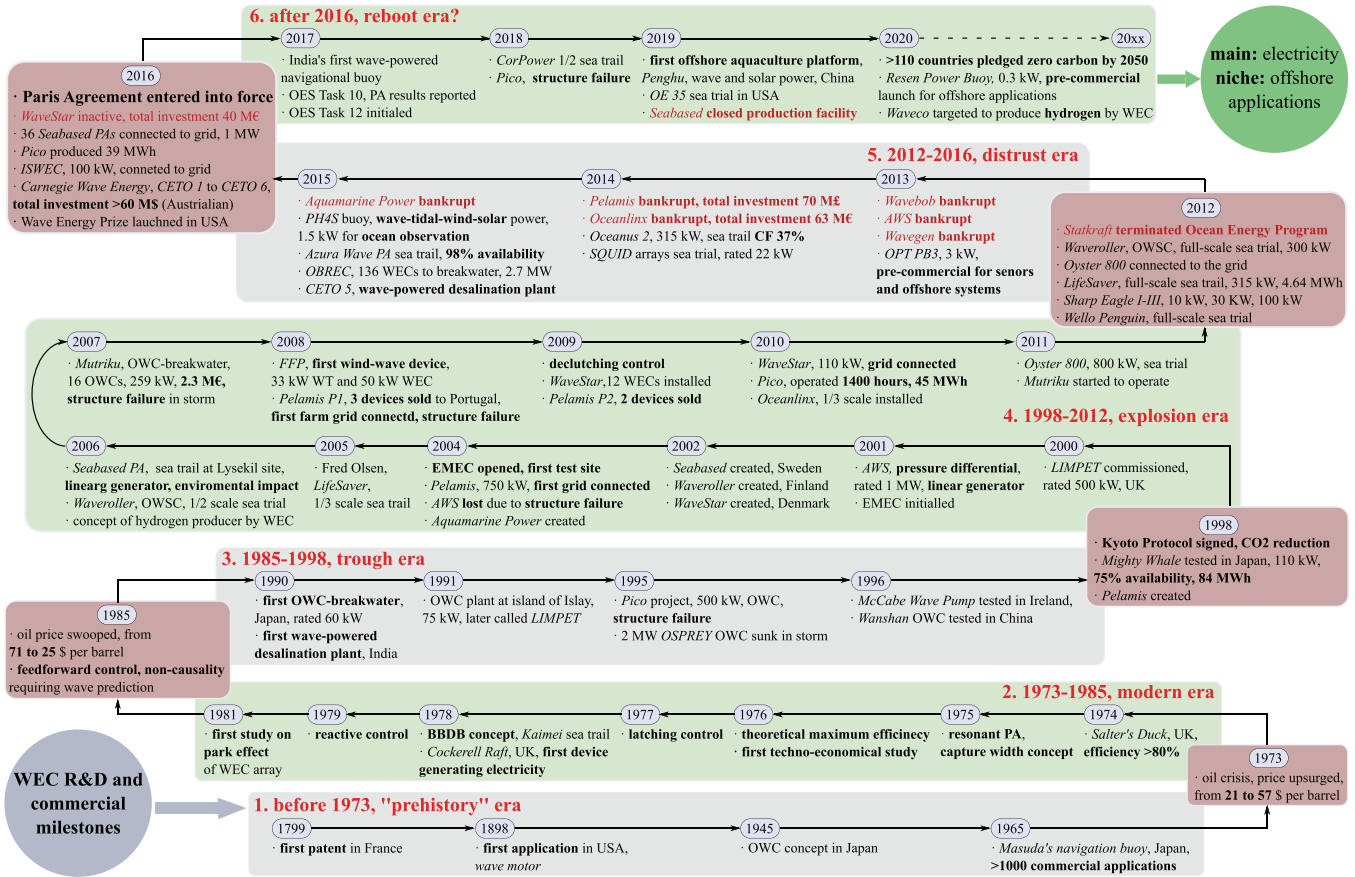 6. after 2016, reboot era?
2017
· India's first wave-powered
navigational buoy
· OES Task 10, PA results reported
· OES Task 12 initialed
2018
· CorPower 1/2 sea trail
· Pico, structure failure
2019
· first offshore aquaculture platform,
Penghu, wave and solar power, China
· OE 35 sea trial in USA
· Seabased closed production facility
2020
· >110 countries pledged zero carbon by 2050
· Resen Power Buoy, 0.3 kW, pre-commercial
launch for offshore applications
· Waveco targeted to produce hydrogen by WEC
20xx
main: electricity
niche: offshore
applications
2016
· Paris Agreement entered into force
· WaveStar inactive, total investment 40 M€
· 36 Seabased PAs connected to grid, 1 MW
· Pico produced 39 MWh
· ISWEC, 100 kW, conneted to grid
· Carnegie Wave Energy, CETO 1 to CETO 6,
total investment >60 M$ (Australian)
· Wave Energy Prize lauchned in USA
5. 2012-2016, distrust era
2015
· Aquamarine Power bankrupt
· PH4S buoy, wave-tidal-wind-solar power,
1.5 kW for ocean observation
· Azura Wave PA sea trail, 98% availability
· OBREC, 136 WECs to breakwater, 2.7 MW
· CETO 5, wave-powered desalination plant
2014
· Pelamis bankrupt, total investment 70 M£
· Oceanlinx bankrupt, total investment 63 M€
· Oceanus 2, 315 kW, sea trail CF 37%
· SQUID arrays sea trial, rated 22 kW
2013
· Wavebob bankrupt
· AWS bankrupt
· Wavegen bankrupt
· OPT PB3, 3 kW,
pre-commercial for senors
and offshore systems
2012
· Statkraft terminated Ocean Energy Program
· Waveroller, OWSC, full-scale sea trial, 300 kW
· Oyster 800 connected to the grid
· LifeSaver, full-scale sea trail, 315 kW, 4.64 MWh
· Sharp Eagle I-III, 10 kW, 30 KW, 100 kW
· Wello Penguin, full-scale sea trial
2007
· Mutriku, OWC-breakwater,
16 OWCs, 259 kW, 2.3 M€,
structure failure in storm
2008
· FFP, first wind-wave device,
33 kW WT and 50 kW WEC
· Pelamis P1, 3 devices sold to Portugal,
first farm grid connectd, structure failure
2009
· declutching control
· WaveStar,12 WECs installed
· Pelamis P2, 2 devices sold
2010
· WaveStar, 110 kW, grid connected
· Pico, operated 1400 hours, 45 MWh
· Oceanlinx, 1/3 scale installed
2011
· Oyster 800, 800 kW, sea trial
· Mutriku started to operate
4. 1998-2012, explosion era
2006
· Seabased PA, sea trail at Lysekil site,
linearg generator, enviromental impact
· Waveroller, OWSC, 1/2 scale sea trial
· concept of hydrogen producer by WEC
2005
· Fred Olsen,
LifeSaver,
1/3 scale sea trail
2004
· EMEC opened, first test site
· Pelamis, 750 kW, first grid connected
· AWS lost due to structure failure
· Aquamarine Power created
2002
· Seabased created, Sweden
· Waveroller created, Finland
· WaveStar created, Denmark
2001
· AWS, pressure differential,
rated 1 MW, linear generator
· EMEC initialled
2000
· LIMPET commissioned,
rated 500 kW, UK
1998
· Kyoto Protocol signed, CO2 reduction
· Mighty Whale tested in Japan, 110 kW,
75% availability, 84 MWh
· Pelamis created
3. 1985-1998, trough era
1990
· first OWC-breakwater,
Japan, rated 60 kW
· first wave-powered
desalination plant, India
1991
· OWC plant at island of Islay,
75 kW, later called LIMPET
1995
· Pico project, 500 kW, OWC,
structure failure
· 2 MW OSPREY OWC sunk in storm
1996
· McCabe Wave Pump tested in Ireland,
· Wanshan OWC tested in China
1985
· oil price swooped, from
71 to 25 $ per barrel
· feedforward control, non-causality
requiring wave prediction
2. 1973-1985, modern era
1981
· first study on
park effect
of WEC array
1979
· reactive control
1978
· BBDB concept, Kaimei sea trail
· Cockerell Raft, UK, first device
generating electricity
1977
· latching control
1976
· theoretical maximum efficinecy
· first techno-economical study
1975
· resonant PA,
capture width concept
1974
· Salter's Duck, UK,
efficiency >80%
1973
· oil crisis, price upsurged,
from 21 to 57 $ per barrel
WEC R&D and
commercial
milestones
1. before 1973, "prehistory" era
1799
· first patent in France
1898
· first application in USA,
wave motor
1945
· OWC concept in Japan
1965
· Masuda's navigation buoy, Japan,
>1000 commercial applications